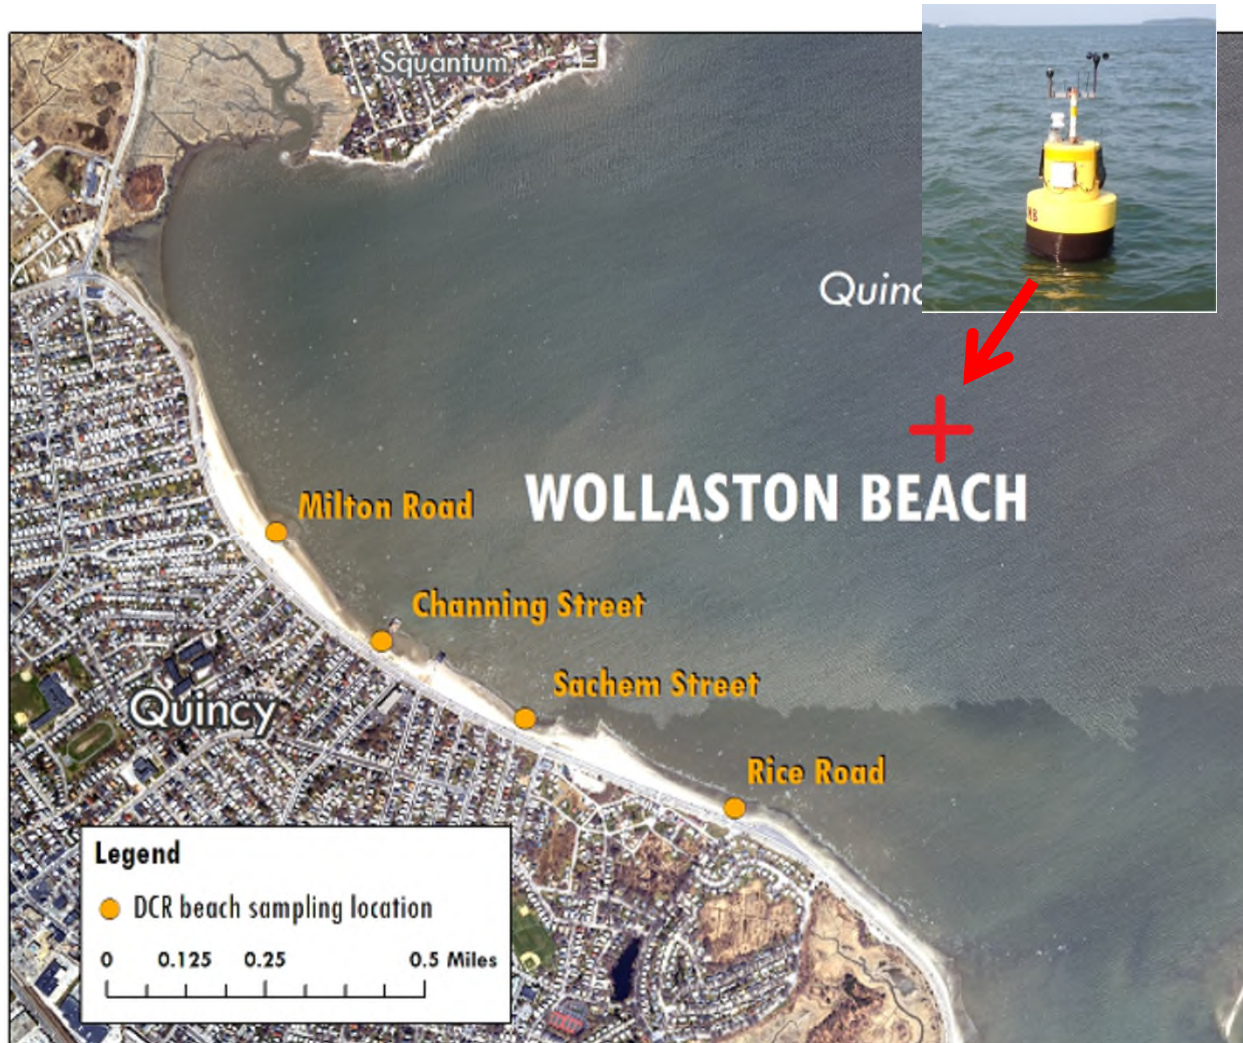 Squantum
Quinc
WOLLASTON BEACH
Milton Road
Channing Street
Sachem Street
Quincy
Rice Road
Legend
DCR beach sampling location
0 0.125 0.25 0.5 Miles